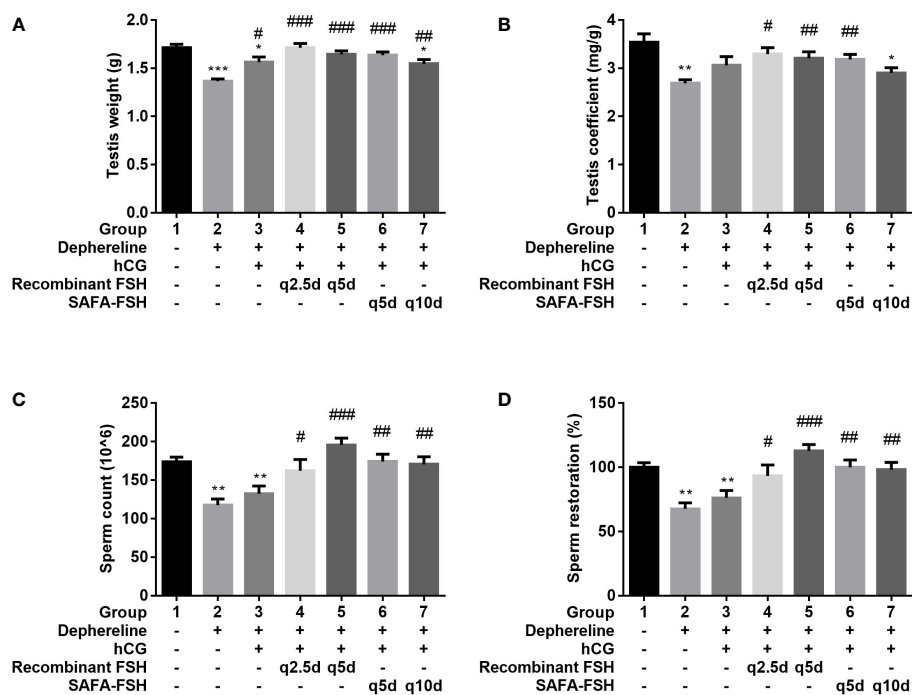 A
Testis weight (g)
2.0
1.5
1.0
0.5
0.0
***
#
*
###
###
###
##
*
Group 1 2 3 4 5 6 7
Dephereline - + + + + + +
hCG - - + + + + +
Recombinant FSH - - - q2.5d q5d - -
SAFA-FSH - - - - - q5d q10d
B
Testis coefficient (mg/g)
4
3
2
1
0
**
#
##
##
*
Group 1 2 3 4 5 6 7
Dephereline - + + + + + +
hCG - - + + + + +
Recombinant FSH - - - q2.5d q5d - -
SAFA-FSH - - - - - q5d q10d
C
Sperm count (10^6)
250
200
150
100
50
0
**
**
#
###
##
##
Group 1 2 3 4 5 6 7
Dephereline - + + + + + +
hCG - - + + + + +
Recombinant FSH - - - q2.5d q5d - -
SAFA-FSH - - - - - q5d q10d
D
Sperm restoration (%)
150
100
50
0
**
**
#
###
##
##
Group 1 2 3 4 5 6 7
Dephereline - + + + + + +
hCG - - + + + + +
Recombinant FSH - - - q2.5d q5d - -
SAFA-FSH - - - - - q5d q10d